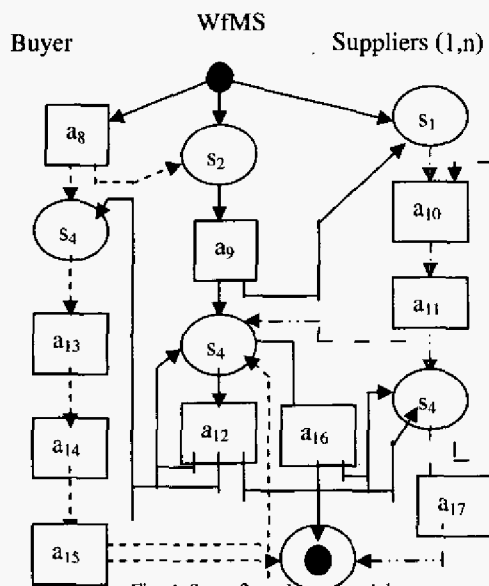 WfMS
Buyer
Suppliers (1,n)
a8
s2
s1
s4
a9
a10
a11
a13
s4
s4
a12
a16
a14
a17
a15